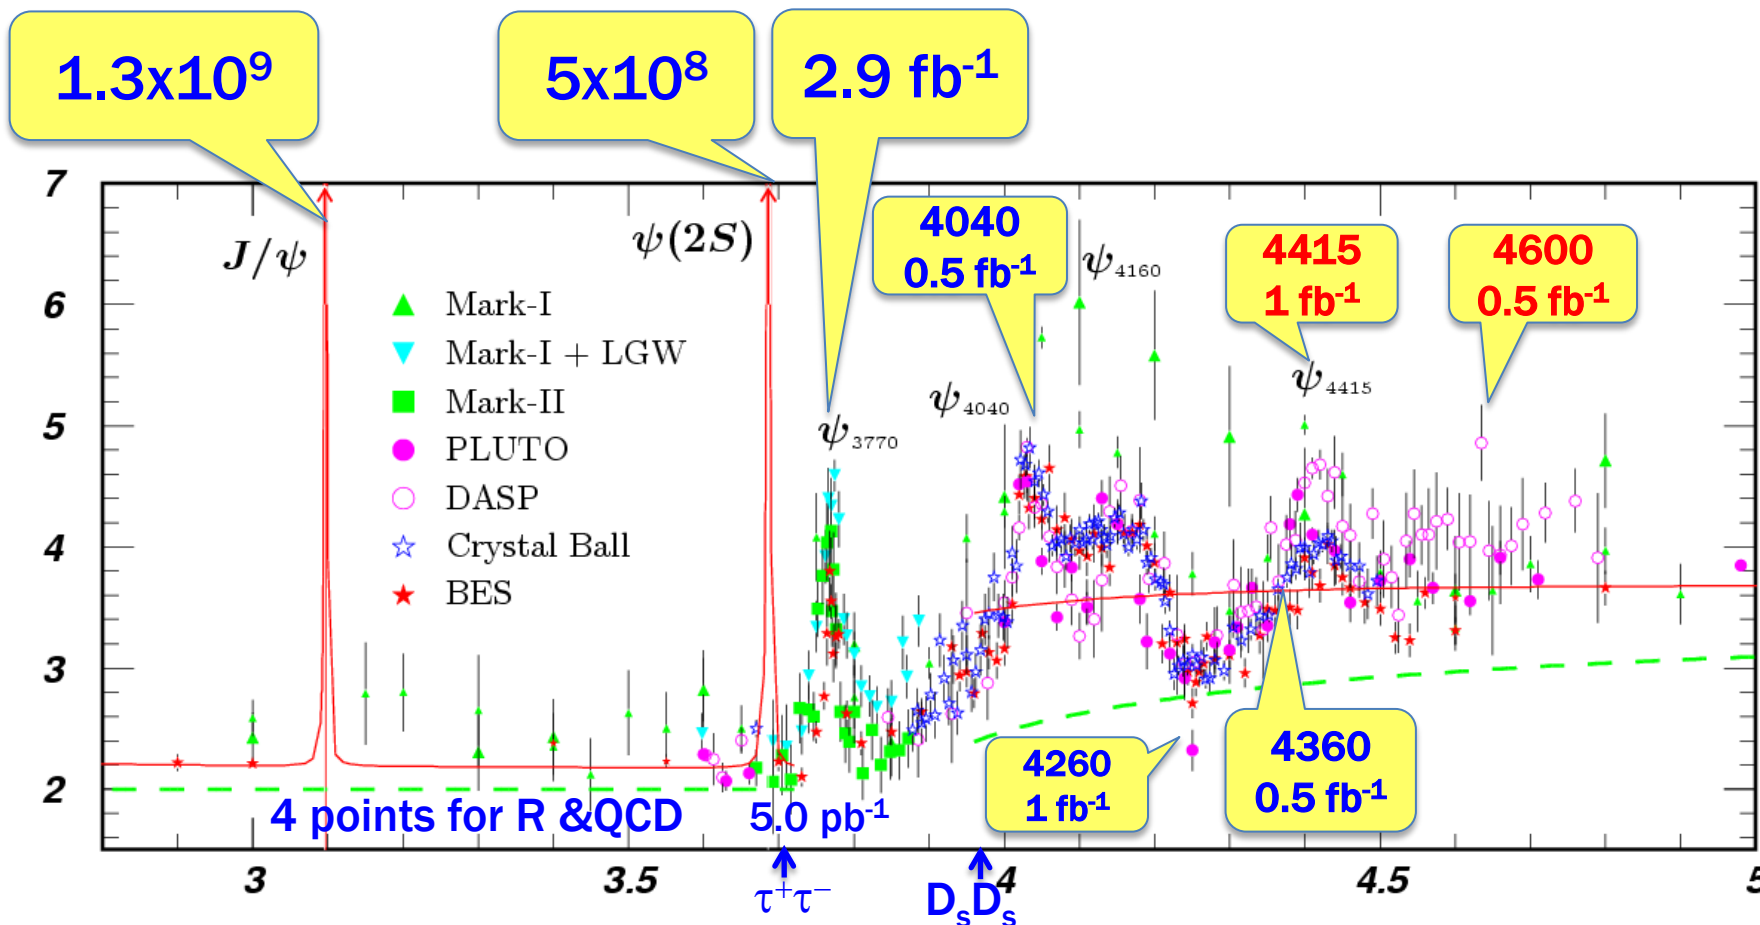 1.3x10⁹
5x10⁸
2.9 fb⁻¹
7
J/ψ
ψ(2S)
4040
0.5 fb⁻¹
ψ₄₁₆₀
4415
1 fb⁻¹
4600
0.5 fb⁻¹
6
Mark-I
Mark-I + LGW
Mark-II
PLUTO
DASP
Crystal Ball
BES
ψ₃₇₇₀
ψ₄₀₄₀
ψ₄₄₁₅
5
4
3
2
4 points for R &QCD
5.0 pb⁻¹
4260
1 fb⁻¹
4360
0.5 fb⁻¹
3
3.5
4
4.5
5
τ⁺τ⁻
DₛDₛ